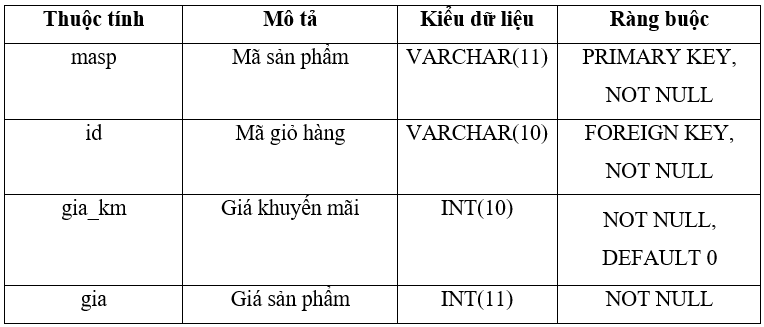 Thuộc tính Mô tả Kiểu dữ liệu Ràng buộc
masp Mã sản phẩm VARCHAR(11) PRIMARY KEY,
NOT NULL
id Mã giỏ hàng VARCHAR(10) FOREIGN KEY,
NOT NULL
gia_km Giá khuyến mãi INT(10) NOT NULL,
DEFAULT 0
gia Giá sản phẩm INT(11) NOT NULL